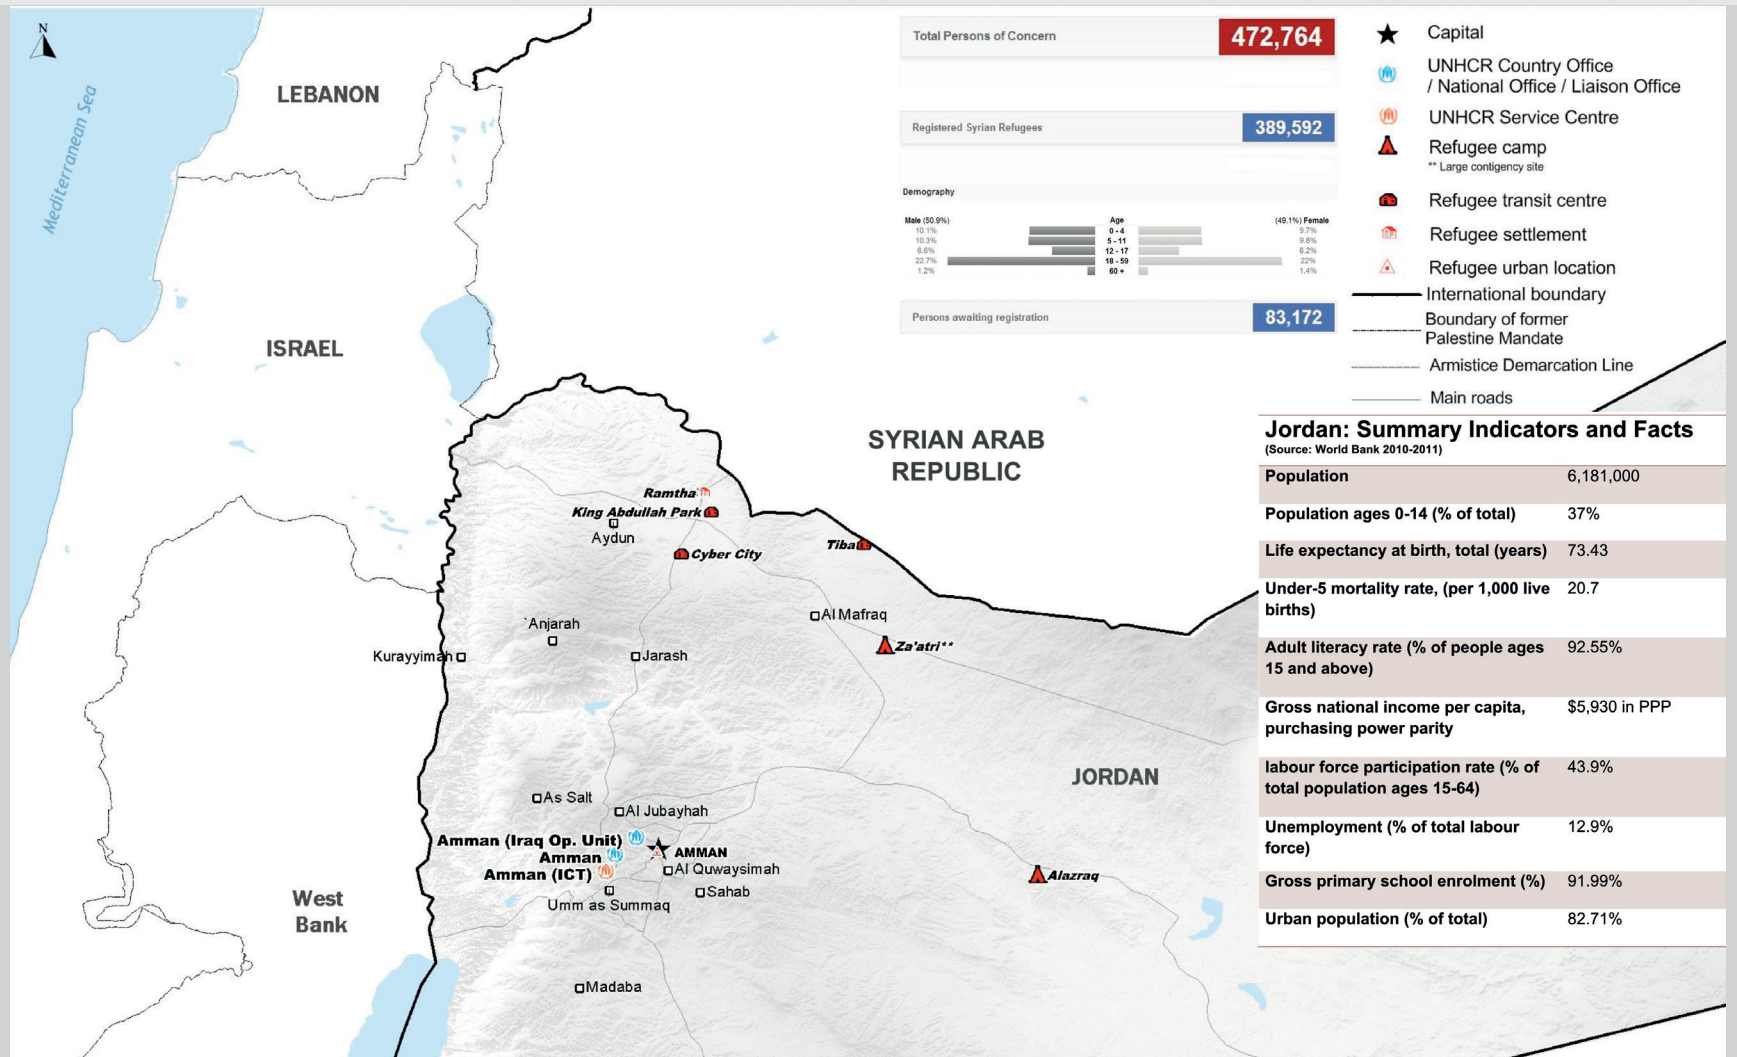 N
Mediterranean Sea
LEBANON
ISRAEL
West
Bank
SYRIAN ARAB
REPUBLIC
JORDAN
Ramtha
King Abdullah Park
Aydun
Cyber City
Tiba
Al Mafraq
Za'atri**
`Anjarah
Kurayyimah
Jarash
As Salt
Al Jubayhah
Amman (Iraq Op. Unit)
Amman
AMMAN
Amman (ICT)
Al Quwaysimah
Sahab
Umm as Summaq
Alazraq
Madaba
Total Persons of Concern 472,764
Registered Syrian Refugees 389,592
Demography
Male (50.9%) Age (49.1%) Female
10.1% 0 - 4 9.7%
10.3% 5 - 11 9.8%
6.6% 12 - 17 6.2%
22.7% 18 - 59 22%
1.2% 60 + 1.4%
Persons awaiting registration 83,172
Capital
UNHCR Country Office
/ National Office / Liaison Office
UNHCR Service Centre
Refugee camp
** Large contigency site
Refugee transit centre
Refugee settlement
Refugee urban location
International boundary
Boundary of former
Palestine Mandate
Armistice Demarcation Line
Main roads
Jordan: Summary Indicators and Facts
(Source: World Bank 2010-2011)
Population 6,181,000
Population ages 0-14 (% of total) 37%
Life expectancy at birth, total (years) 73.43
Under-5 mortality rate, (per 1,000 live 20.7
births)
Adult literacy rate (% of people ages 92.55%
15 and above)
Gross national income per capita, $5,930 in PPP
purchasing power parity
labour force participation rate (% of 43.9%
total population ages 15-64)
Unemployment (% of total labour 12.9%
force)
Gross primary school enrolment (%) 91.99%
Urban population (% of total) 82.71%